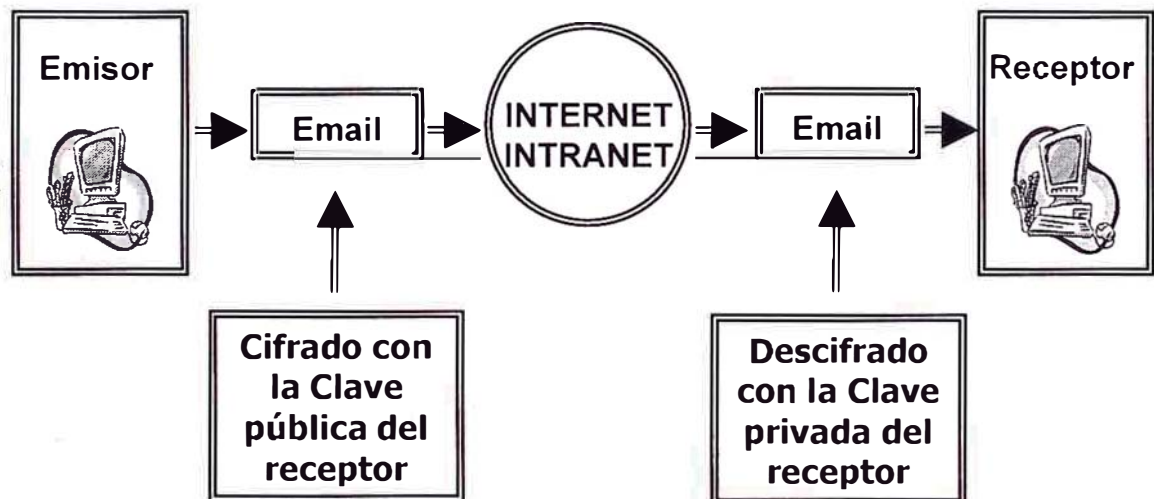 Emisor
Email
INTERNET
INTRANET
Email
Receptor
Cifrado con
la Clave
pública del
receptor
Descifrado
con la Clave
privada del
receptor